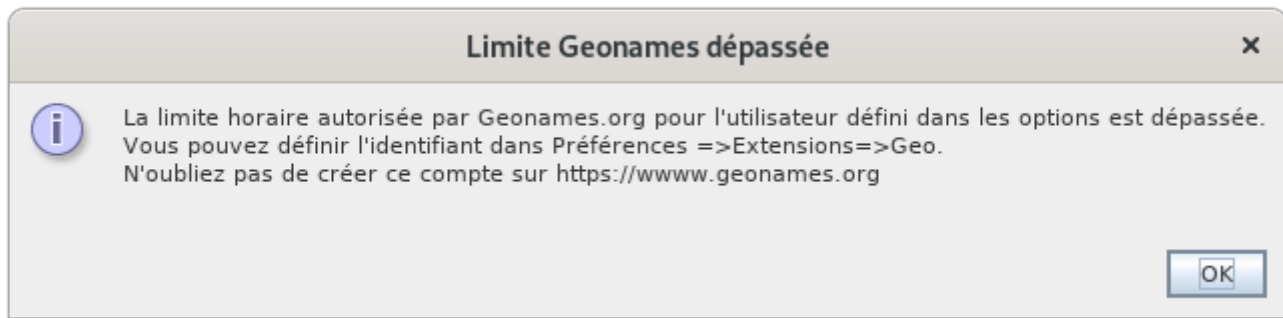 Limite Geonames dépassée
La limite horaire autorisée par Geonames.org pour l'utilisateur défini dans les options est dépassée.
Vous pouvez définir l'identifiant dans Préférences =>Extensions=>Geo.
N'oubliez pas de créer ce compte sur https://wwww.geonames.org
OK